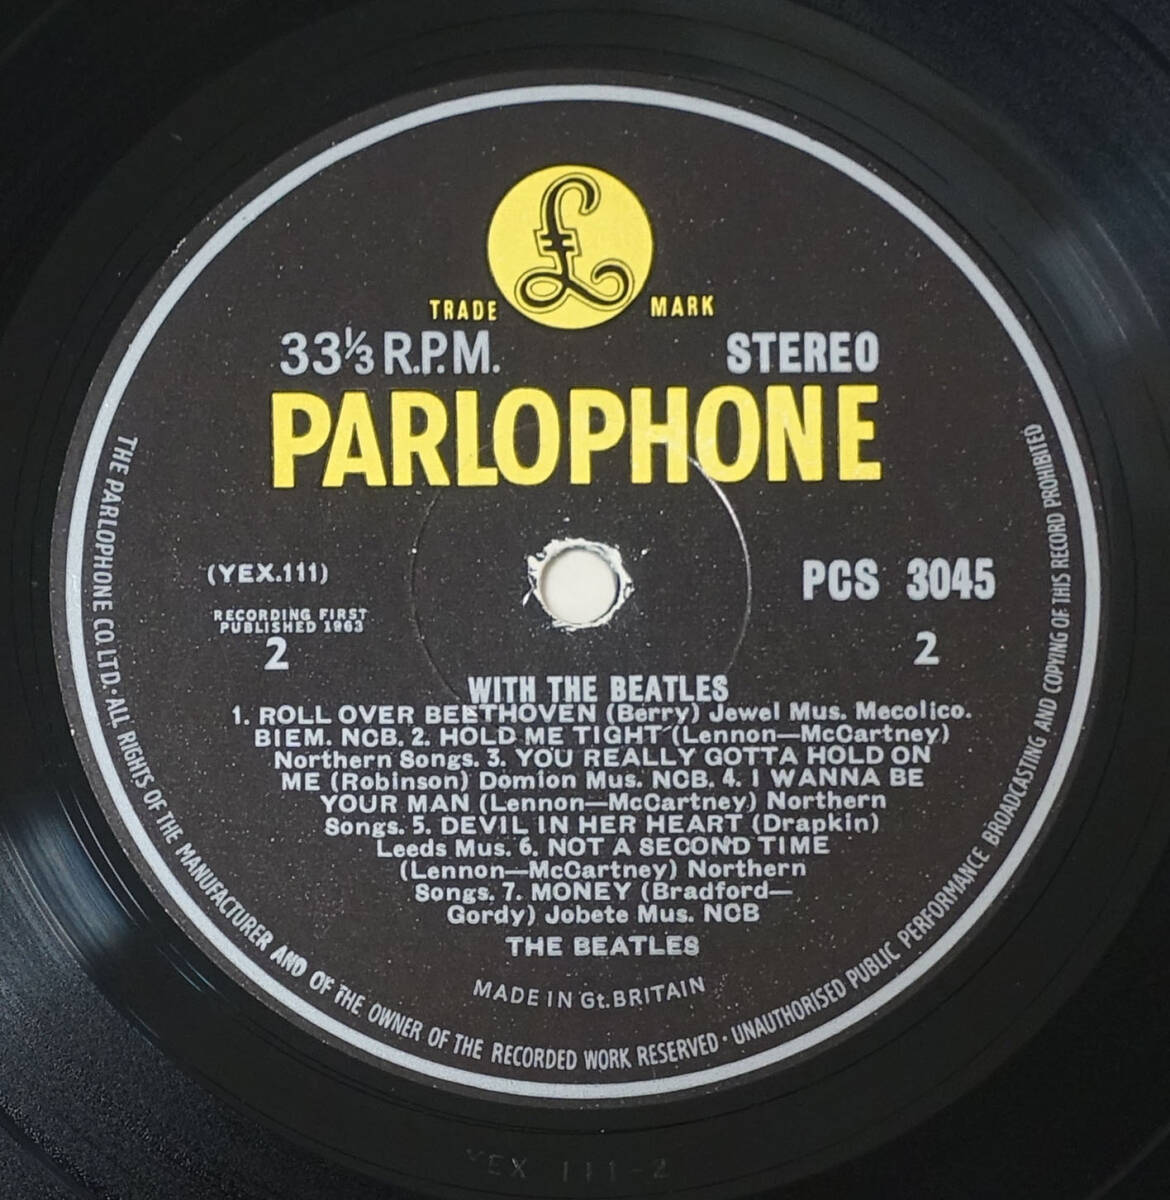 £
TRADE MARK
33⅓ R.P.M. STEREO
PARLOPHONE
(YEX.111) PCS 3045
RECORDING FIRST
PUBLISHED 1963
2 2
WITH THE BEATLES
1. ROLL OVER BEETHOVEN (Berry) Jewel Mus. Mecolico.
BIEM. NCB. 2. HOLD ME TIGHT (Lennon—McCartney)
Northern Songs. 3. YOU REALLY GOTTA HOLD ON
ME (Robinson) Domion Mus. NCB. 4. I WANNA BE
YOUR MAN (Lennon—McCartney) Northern
Songs. 5. DEVIL IN HER HEART (Drapkin)
Leeds Mus. 6. NOT A SECOND TIME
(Lennon—McCartney) Northern
Songs. 7. MONEY (Bradford—
Gordy) Jobete Mus. NCB
THE BEATLES
MADE IN Gt. BRITAIN
THE PARLOPHONE CO. LTD. · ALL RIGHTS OF THE MANUFACTURER AND OF THE OWNER OF THE RECORDED WORK RESERVED · UNAUTHORISED PUBLIC PERFORMANCE BROADCASTING AND COPYING OF THIS RECORD PROHIBITED
YEX 111-2